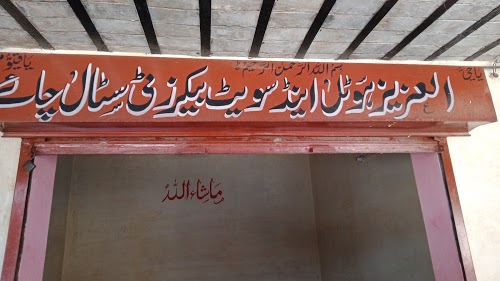 بسم اللہ الرحمن الرحیم
العزیز ہوٹل اینڈ سویٹ بیکرز ٹی سٹال چائے
ماشاءاللہ